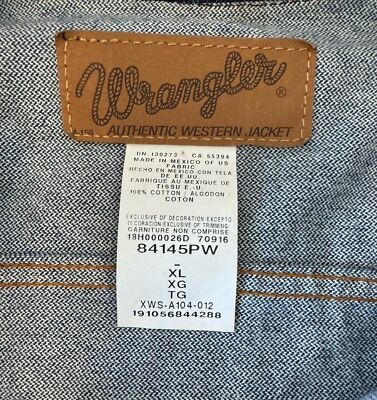 Wrangler®
J-159 AUTHENTIC WESTERN JACKET
RN 130273 CA 55394
MADE IN MEXICO OF US
FABRIC
HECHO EN MEXICO CON TELA
DE EE.UU.
FABRIQUE AU MEXIQUE DE
TISSU E.-U.
100% COTTON / ALGODON
COTON
EXCLUSIVE OF DECORATION EXCEPTO
DECORACION EXCLUSIVE OF TRIMMING
GARNITURE NON COMPRISE
18H000026D 70916
84145PW
–
XL
XG
TG
XWS-A104-012
191056844288